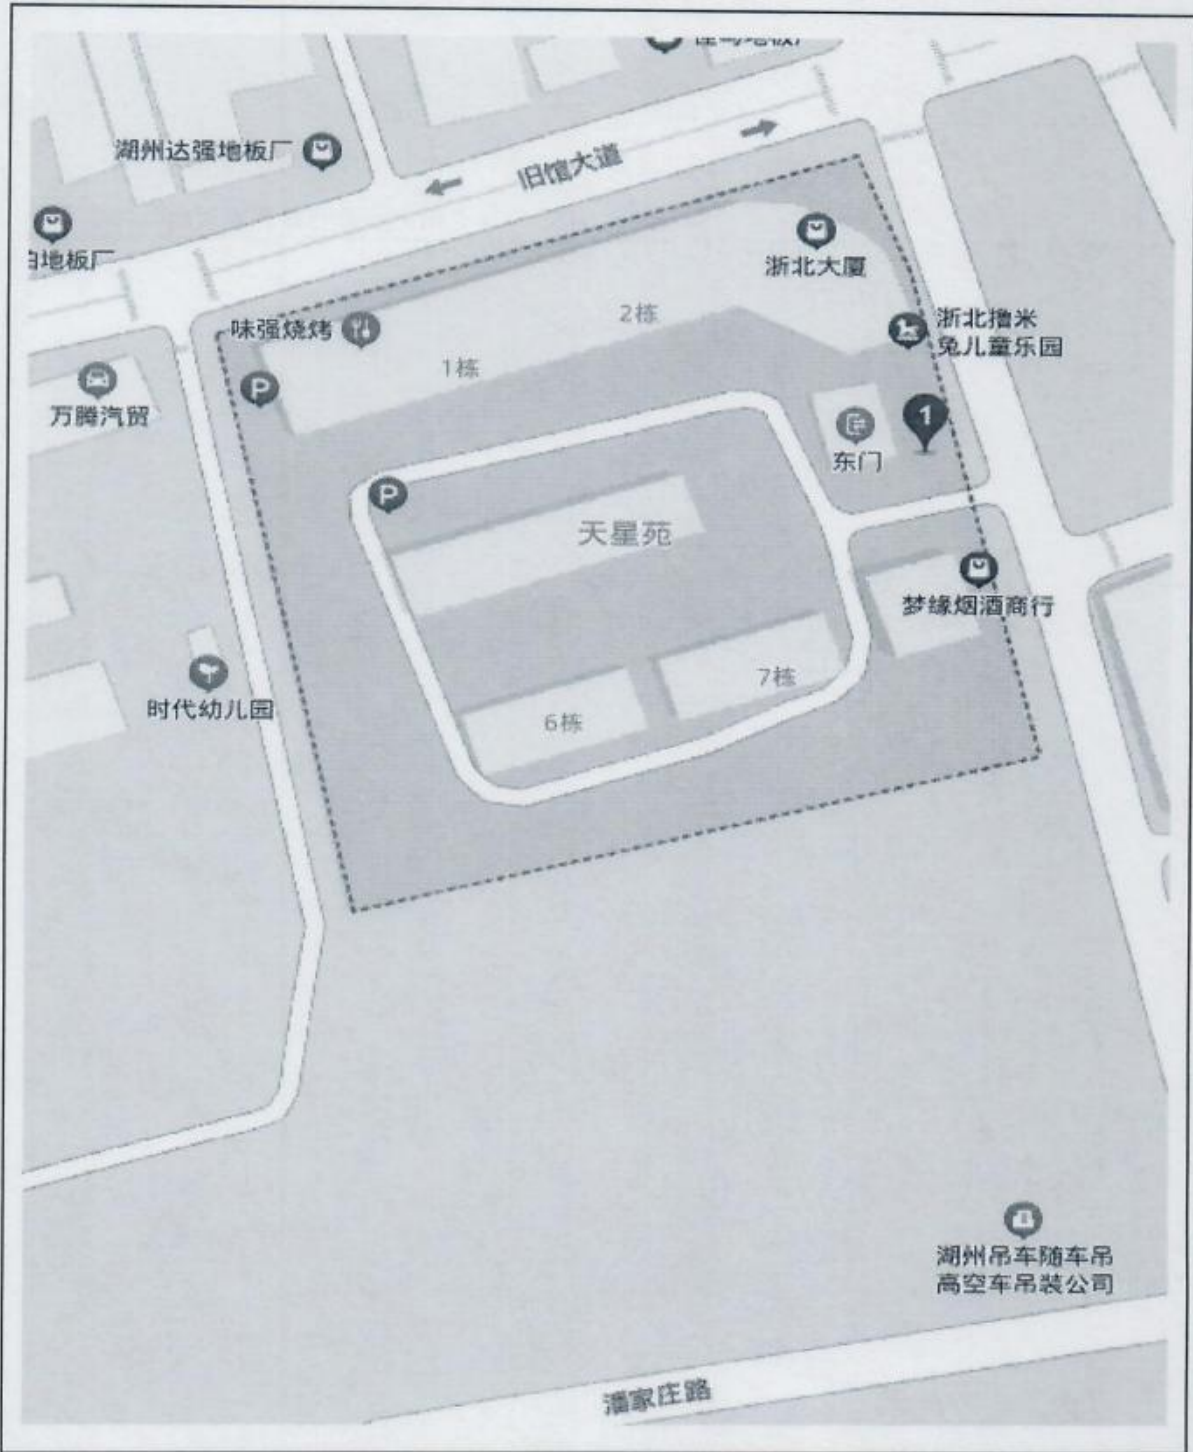 湖州达强地板厂
旧馆大道
地板厂
浙北大厦
味强烧烤
2栋
浙北撸米
兔儿童乐园
1栋
P
万腾汽贸
1
东门
P
天星苑
梦缘烟酒商行
7栋
时代幼儿园
6栋
湖州吊车随车吊
高空车吊装公司
潘家庄路